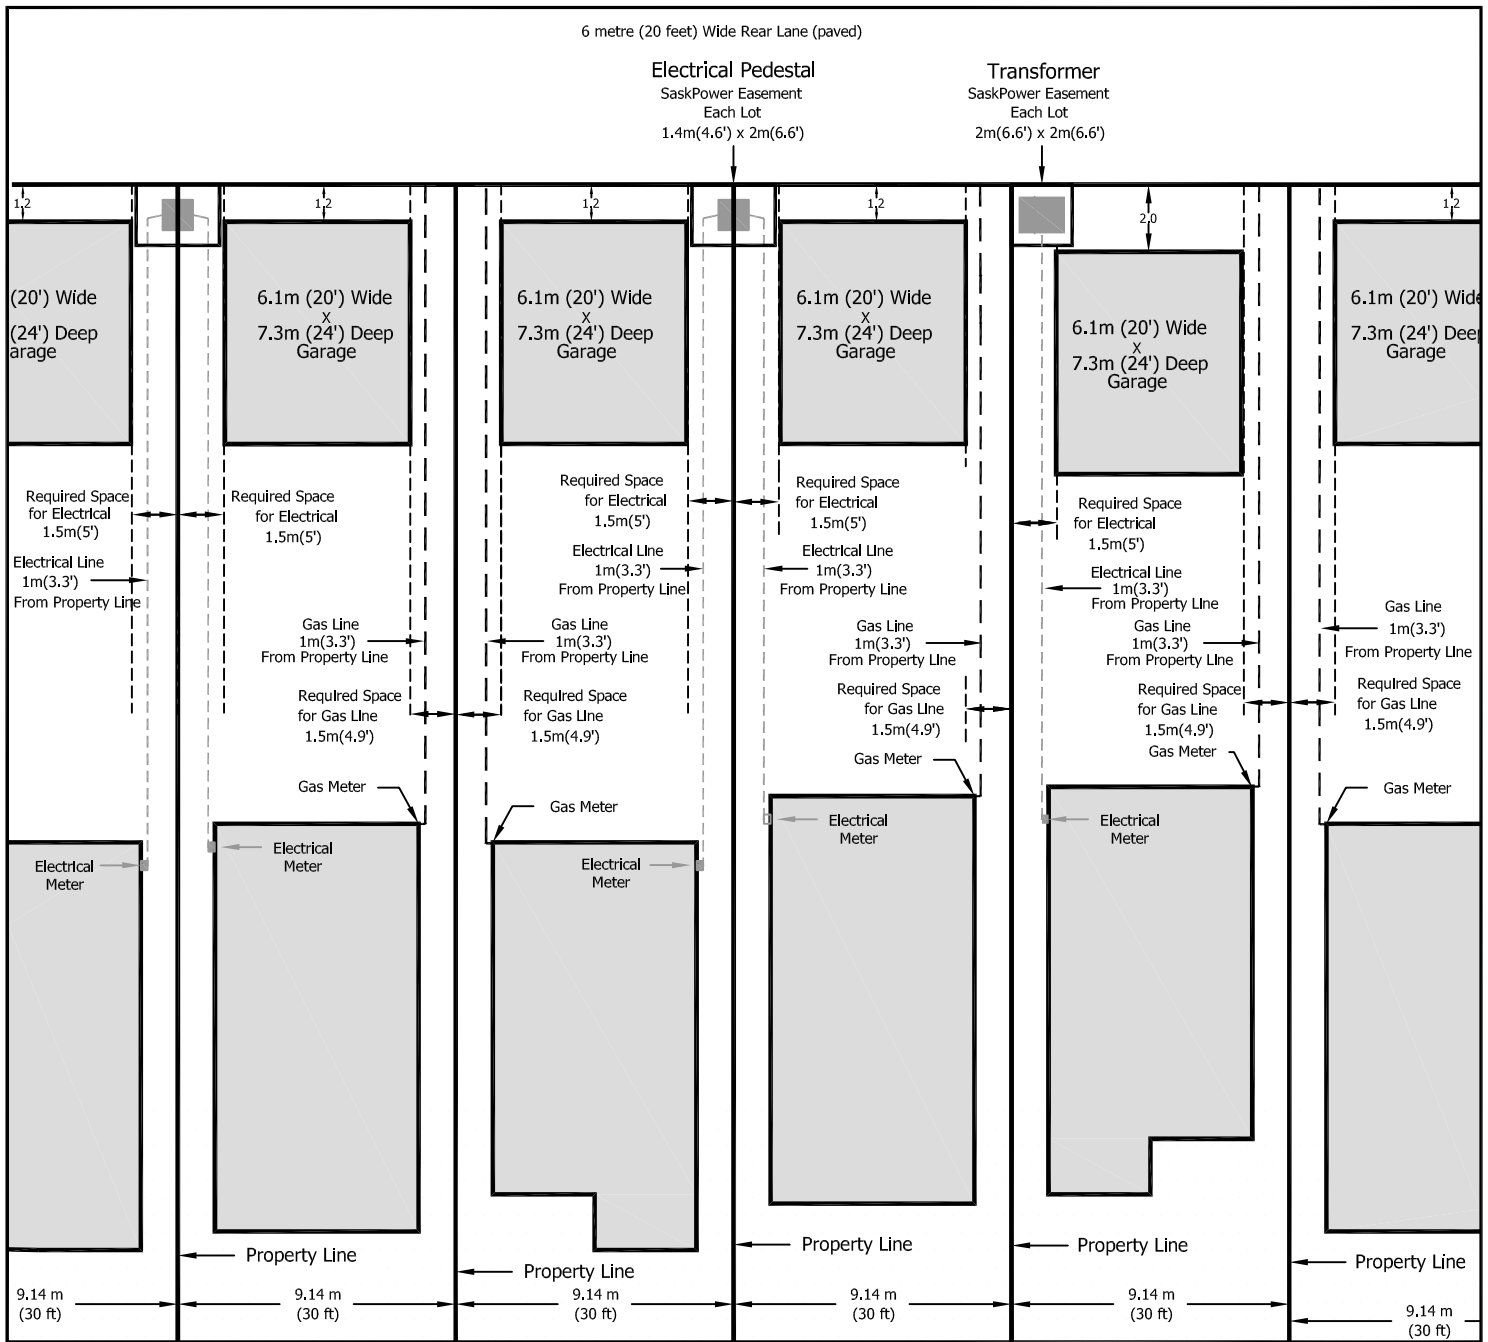 6 metre (20 feet) Wide Rear Lane (paved)
Electrical Pedestal
SaskPower Easement
Each Lot
1.4m(4.6') x 2m(6.6')
Transformer
SaskPower Easement
Each Lot
2m(6.6') x 2m(6.6')
1.2
1.2
1.2
1.2
2.0
1.2
(20') Wide
(24') Deep
arage
6.1m (20') Wide
X
7.3m (24') Deep
Garage
6.1m (20') Wide
X
7.3m (24') Deep
Garage
6.1m (20') Wide
X
7.3m (24') Deep
Garage
6.1m (20') Wide
X
7.3m (24') Deep
Garage
6.1m (20') Wide
7.3m (24') Deep
Garage
Required Space
for Electrical
1.5m(5')
Required Space
for Electrical
1.5m(5')
Required Space
for Electrical
1.5m(5')
Required Space
for Electrical
1.5m(5')
Required Space
for Electrical
1.5m(5')
Electrical Line
1m(3.3')
From Property Line
Electrical Line
1m(3.3')
From Property Line
Electrical Line
1m(3.3')
From Property Line
Electrical Line
1m(3.3')
From Property Line
Gas Line
1m(3.3')
From Property Line
Gas Line
1m(3.3')
From Property Line
Gas Line
1m(3.3')
From Property Line
Gas Line
1m(3.3')
From Property Line
Gas Line
1m(3.3')
From Property Line
Required Space
for Gas Line
1.5m(4.9')
Required Space
for Gas Line
1.5m(4.9')
Required Space
for Gas Line
1.5m(4.9')
Required Space
for Gas Line
1.5m(4.9')
Required Space
for Gas Line
1.5m(4.9')
Gas Meter
Gas Meter
Gas Meter
Gas Meter
Gas Meter
Electrical
Meter
Electrical
Meter
Electrical
Meter
Electrical
Meter
Electrical
Meter
Property Line
Property Line
Property Line
Property Line
Property Line
9.14 m
(30 ft)
9.14 m
(30 ft)
9.14 m
(30 ft)
9.14 m
(30 ft)
9.14 m
(30 ft)
9.14 m
(30 ft)